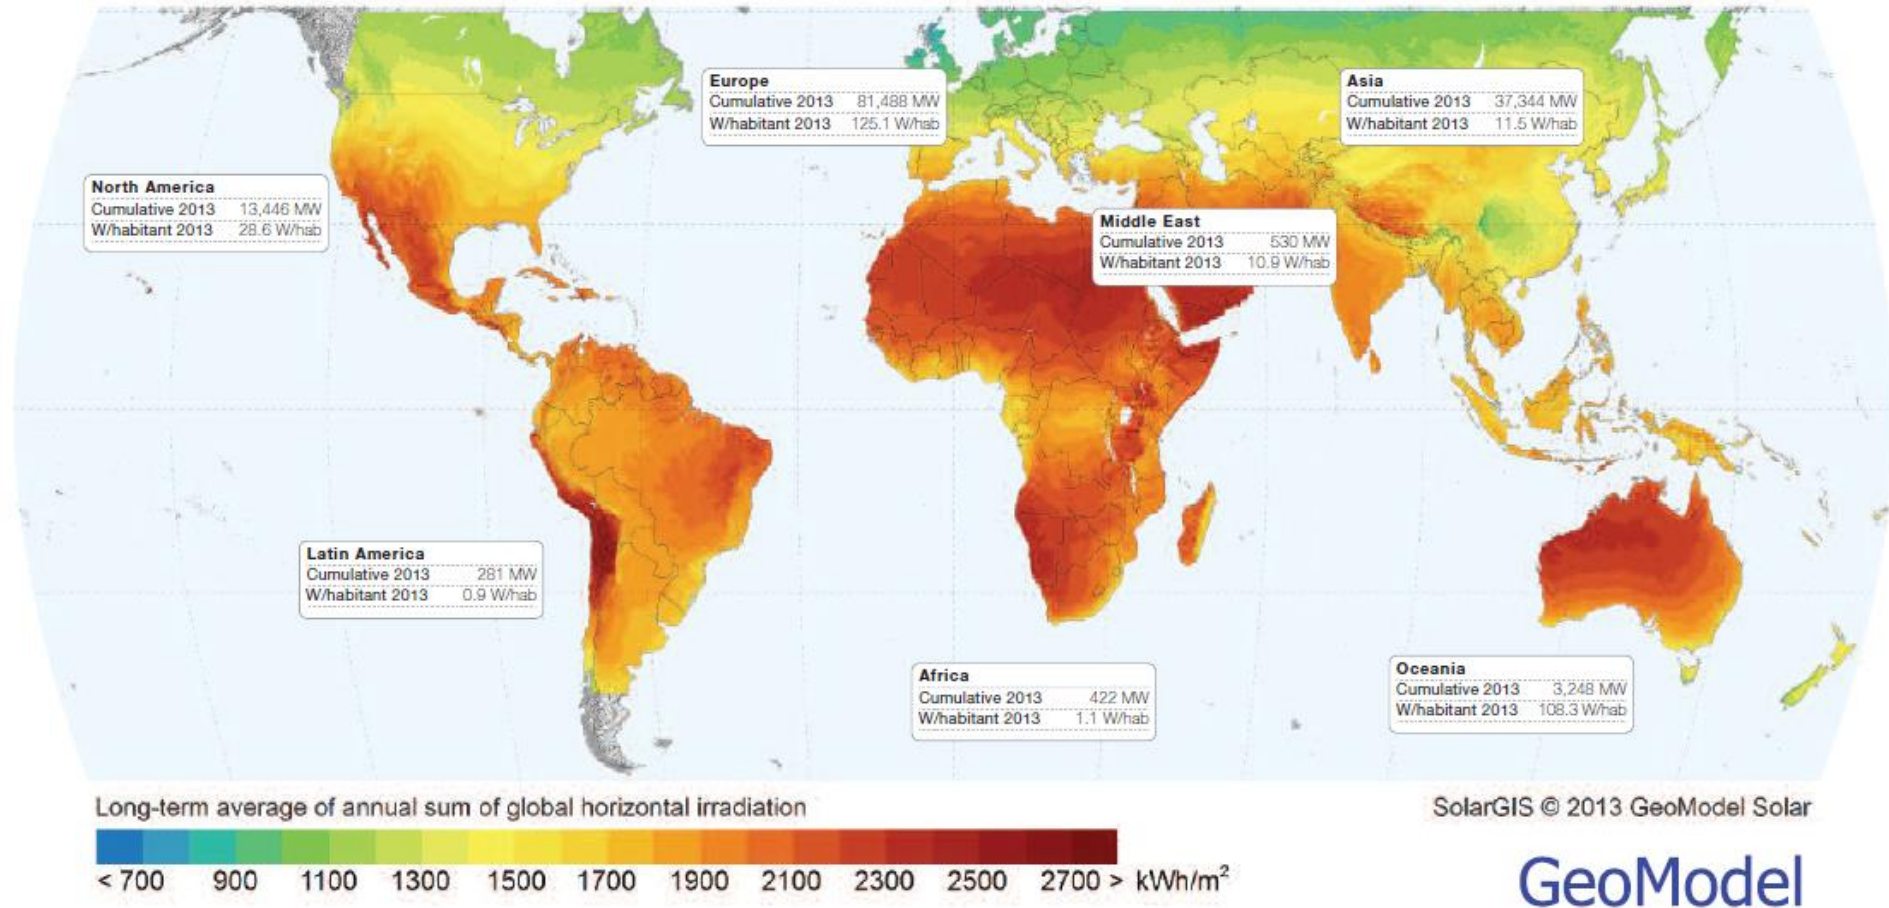 Europe
Cumulative 2013 81,488 MW
W/habitant 2013 125.1 W/hab
Asia
Cumulative 2013 37,344 MW
W/habitant 2013 11.5 W/hab
North America
Cumulative 2013 13,446 MW
W/habitant 2013 28.6 W/hab
Middle East
Cumulative 2013 530 MW
W/habitant 2013 10.9 W/hab
Latin America
Cumulative 2013 281 MW
W/habitant 2013 0.9 W/hab
Africa
Cumulative 2013 422 MW
W/habitant 2013 1.1 W/hab
Oceania
Cumulative 2013 3,248 MW
W/habitant 2013 108.3 W/hab
Long-term average of annual sum of global horizontal irradiation
SolarGIS © 2013 GeoModel Solar
< 700 900 1100 1300 1500 1700 1900 2100 2300 2500 2700 > kWh/m²
GeoModel